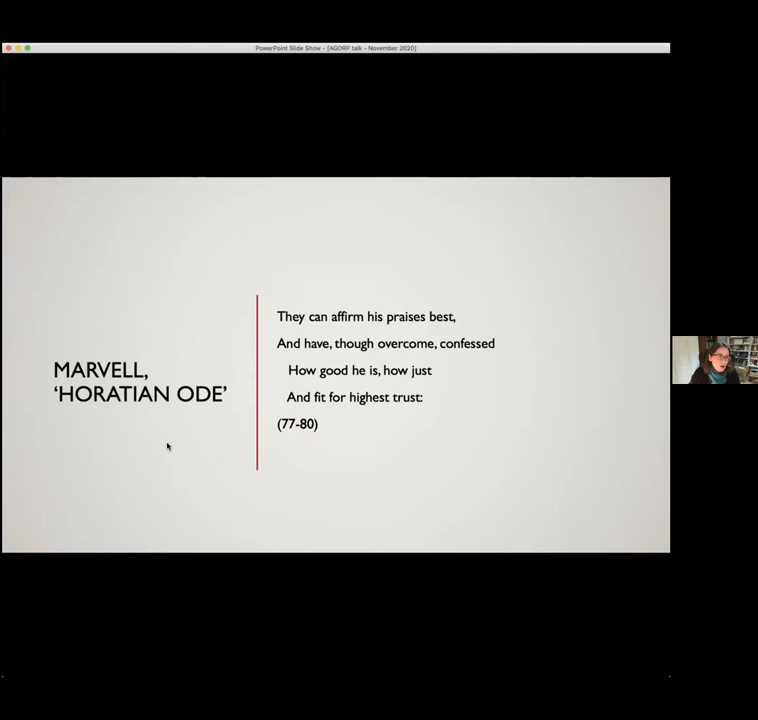 PowerPoint Slide Show - [AGDRP talk - November 2020]
MARVELL,
‘HORATIAN ODE’
They can affirm his praises best,
And have, though overcome, confessed
How good he is, how just
And fit for highest trust:
(77-80)